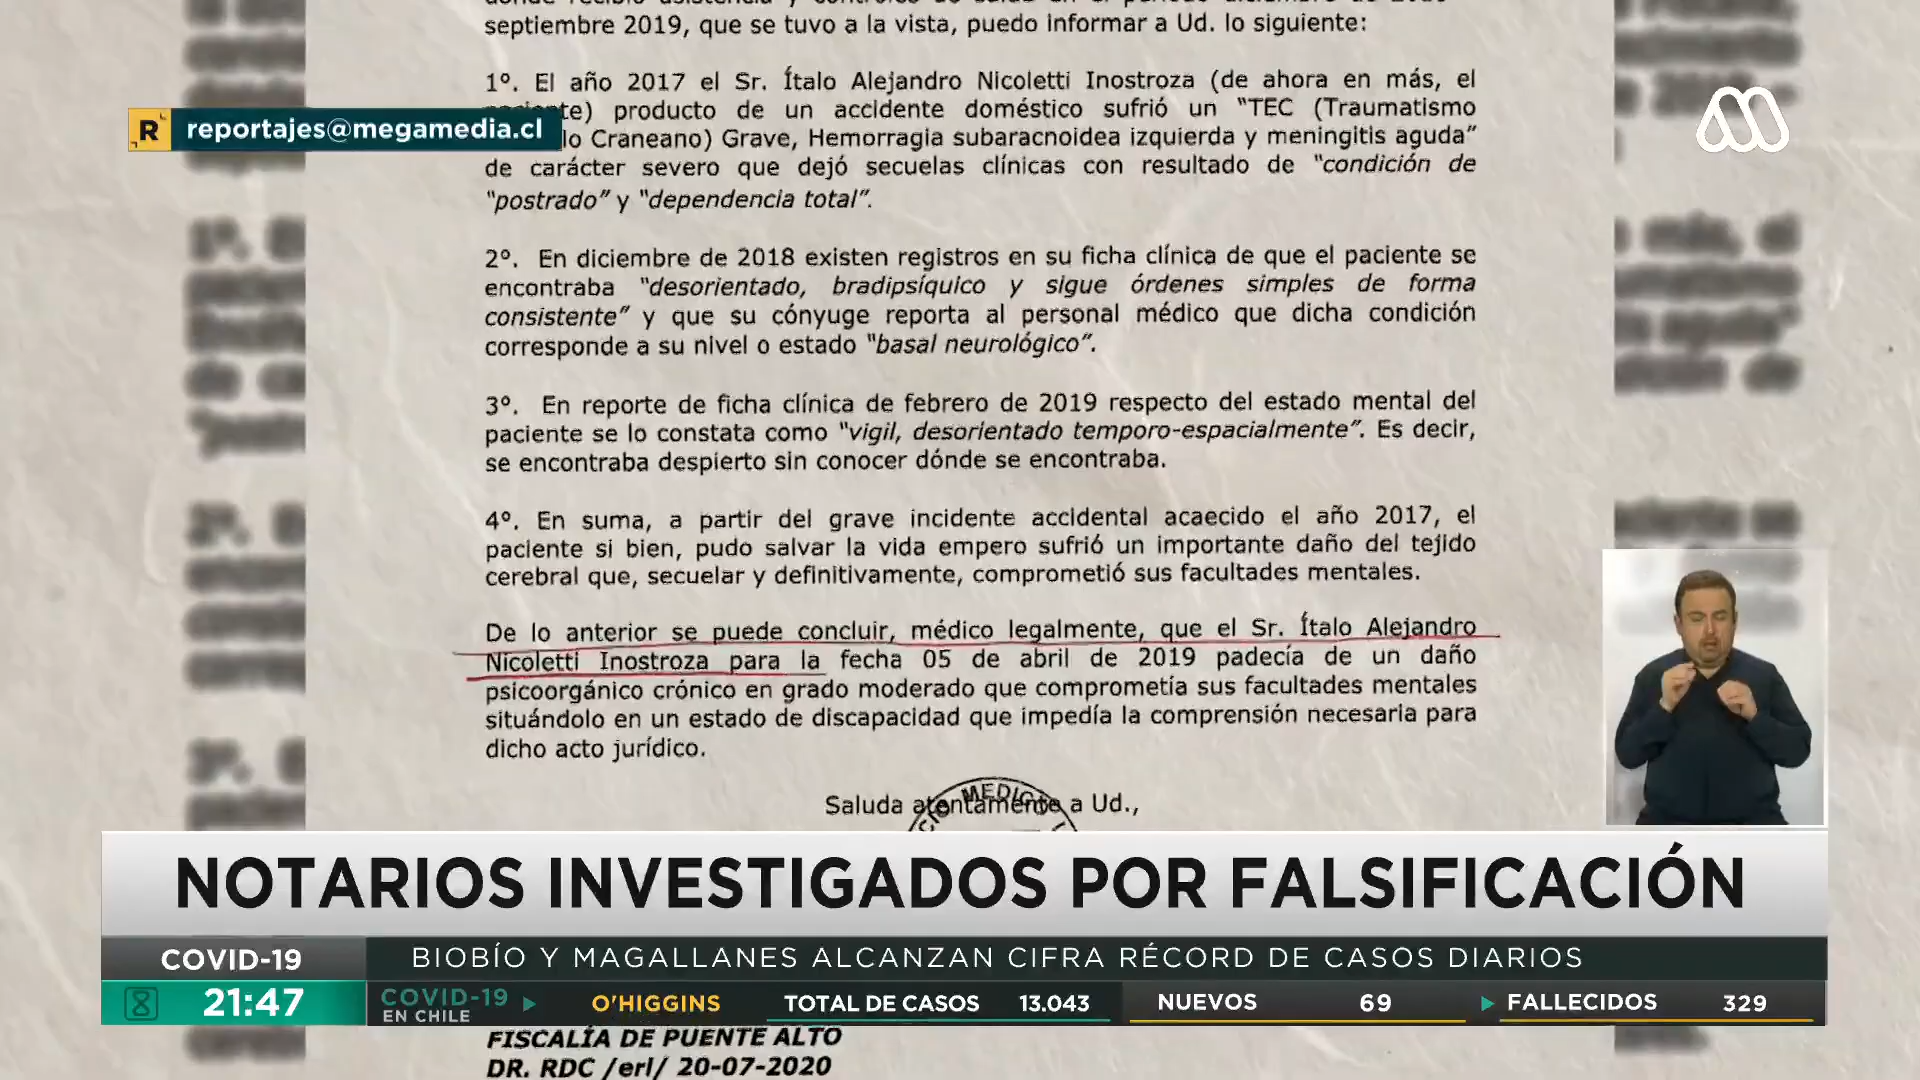 septiembre 2019, que se tuvo a la vista, puedo informar a Ud. lo siguiente:
1º. El año 2017 el Sr. Ítalo Alejandro Nicoletti Inostroza (de ahora en más, el
producto de un accidente doméstico sufrió un "TEC (Traumatismo
R reportajes@megamedia.cl
Craneano) Grave, Hemorragia subaracnoidea izquierda y meningitis aguda"
de carácter severo que dejó secuelas clínicas con resultado de "condición de
"postrado" y "dependencia total".
2º. En diciembre de 2018 existen registros en su ficha clínica de que el paciente se
encontraba "desorientado, bradipsíquico y sigue órdenes simples de forma
consistente" y que su cónyuge reporta al personal médico que dicha condición
corresponde a su nivel o estado "basal neurológico".
3º. En reporte de ficha clínica de febrero de 2019 respecto del estado mental del
paciente se lo constata como "vigil, desorientado temporo-espacialmente". Es decir,
se encontraba despierto sin conocer dónde se encontraba.
4º. En suma, a partir del grave incidente accidental acaecido el año 2017, el
paciente si bien, pudo salvar la vida empero sufrió un importante daño del tejido
cerebral que, secuelar y definitivamente, comprometió sus facultades mentales.
De lo anterior se puede concluir, médico legalmente, que el Sr. Ítalo Alejandro
Nicoletti Inostroza para la fecha 05 de abril de 2019 padecía de un daño
psicoorgánico crónico en grado moderado que comprometía sus facultades mentales
situándolo en un estado de discapacidad que impedía la comprensión necesaria para
dicho acto jurídico.
Saluda atentamente a Ud.,
NOTARIOS INVESTIGADOS POR FALSIFICACIÓN
COVID-19 BIOBÍO Y MAGALLANES ALCANZAN CIFRA RÉCORD DE CASOS DIARIOS
21:47 COVID-19 EN CHILE O'HIGGINS TOTAL DE CASOS 13.043 NUEVOS 69 FALLECIDOS 329
FISCALÍA DE PUENTE ALTO
DR. RDC /erl/ 20-07-2020